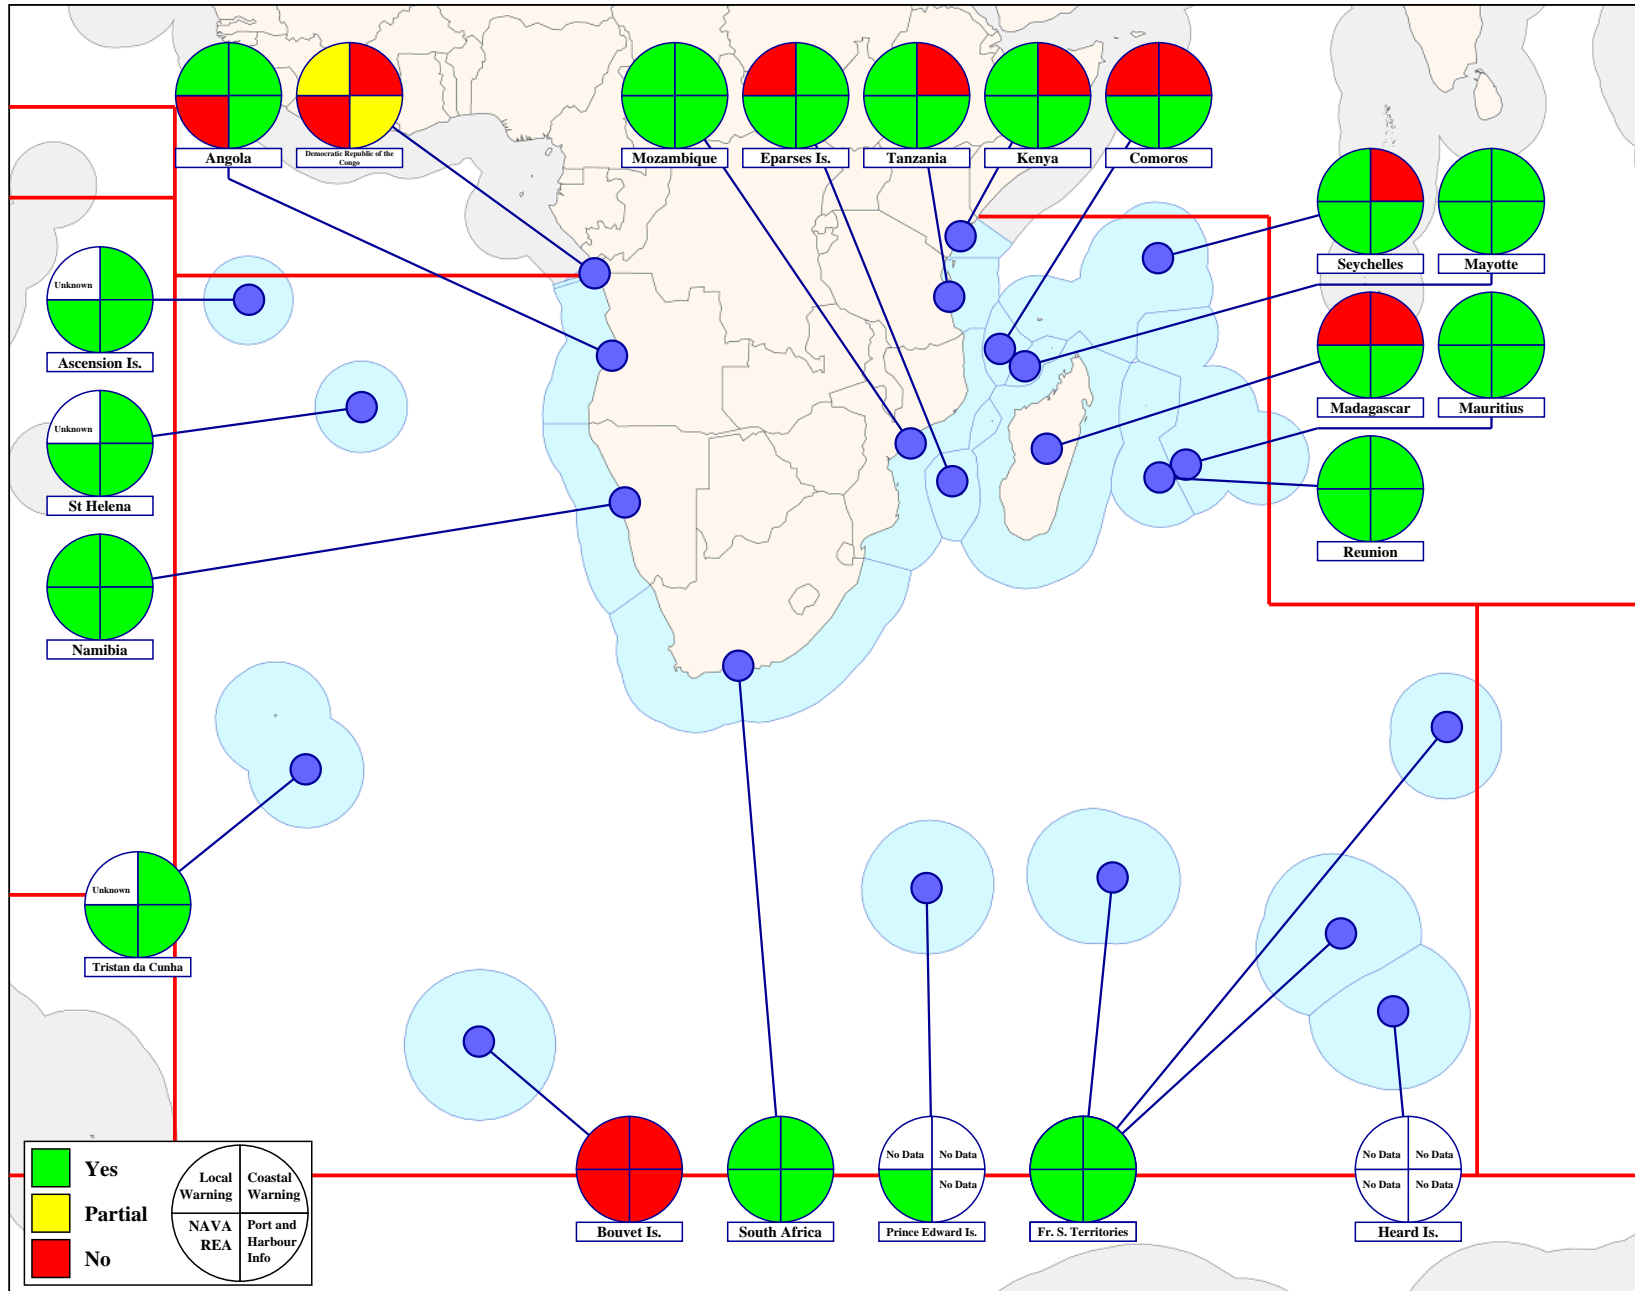 Angola
Democratic Republic of the
Congo
Mozambique
Eparses Is.
Tanzania
Kenya
Comoros
Seychelles
Mayotte
Unknown
Ascension Is.
Madagascar
Mauritius
Unknown
St Helena
Reunion
Namibia
Unknown
Tristan da Cunha
Yes
Partial
No
Local
Warning
Coastal
Warning
NAVA
REA
Port and
Harbour
Info
Bouvet Is.
South Africa
No Data
No Data
No Data
Prince Edward Is.
Fr. S. Territories
No Data
No Data
No Data
No Data
Heard Is.